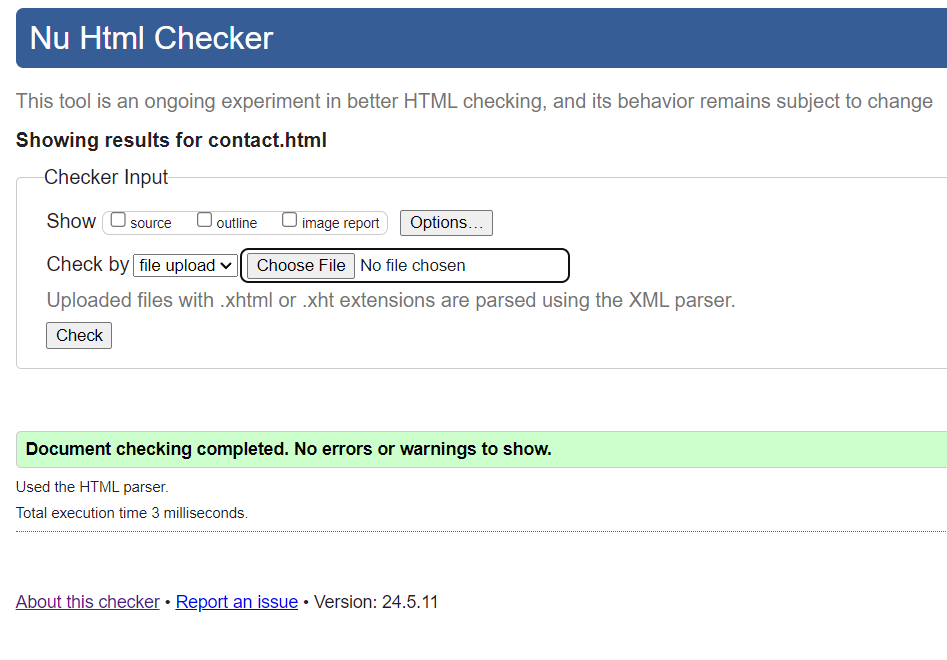 Nu Html Checker
This tool is an ongoing experiment in better HTML checking, and its behavior remains subject to change
Showing results for contact.html
Checker Input
Show source outline image report Options...
Check by file upload Choose File No file chosen
Uploaded files with .xhtml or .xht extensions are parsed using the XML parser.
Check
Document checking completed. No errors or warnings to show.
Used the HTML parser.
Total execution time 3 milliseconds.
About this checker • Report an issue • Version: 24.5.11